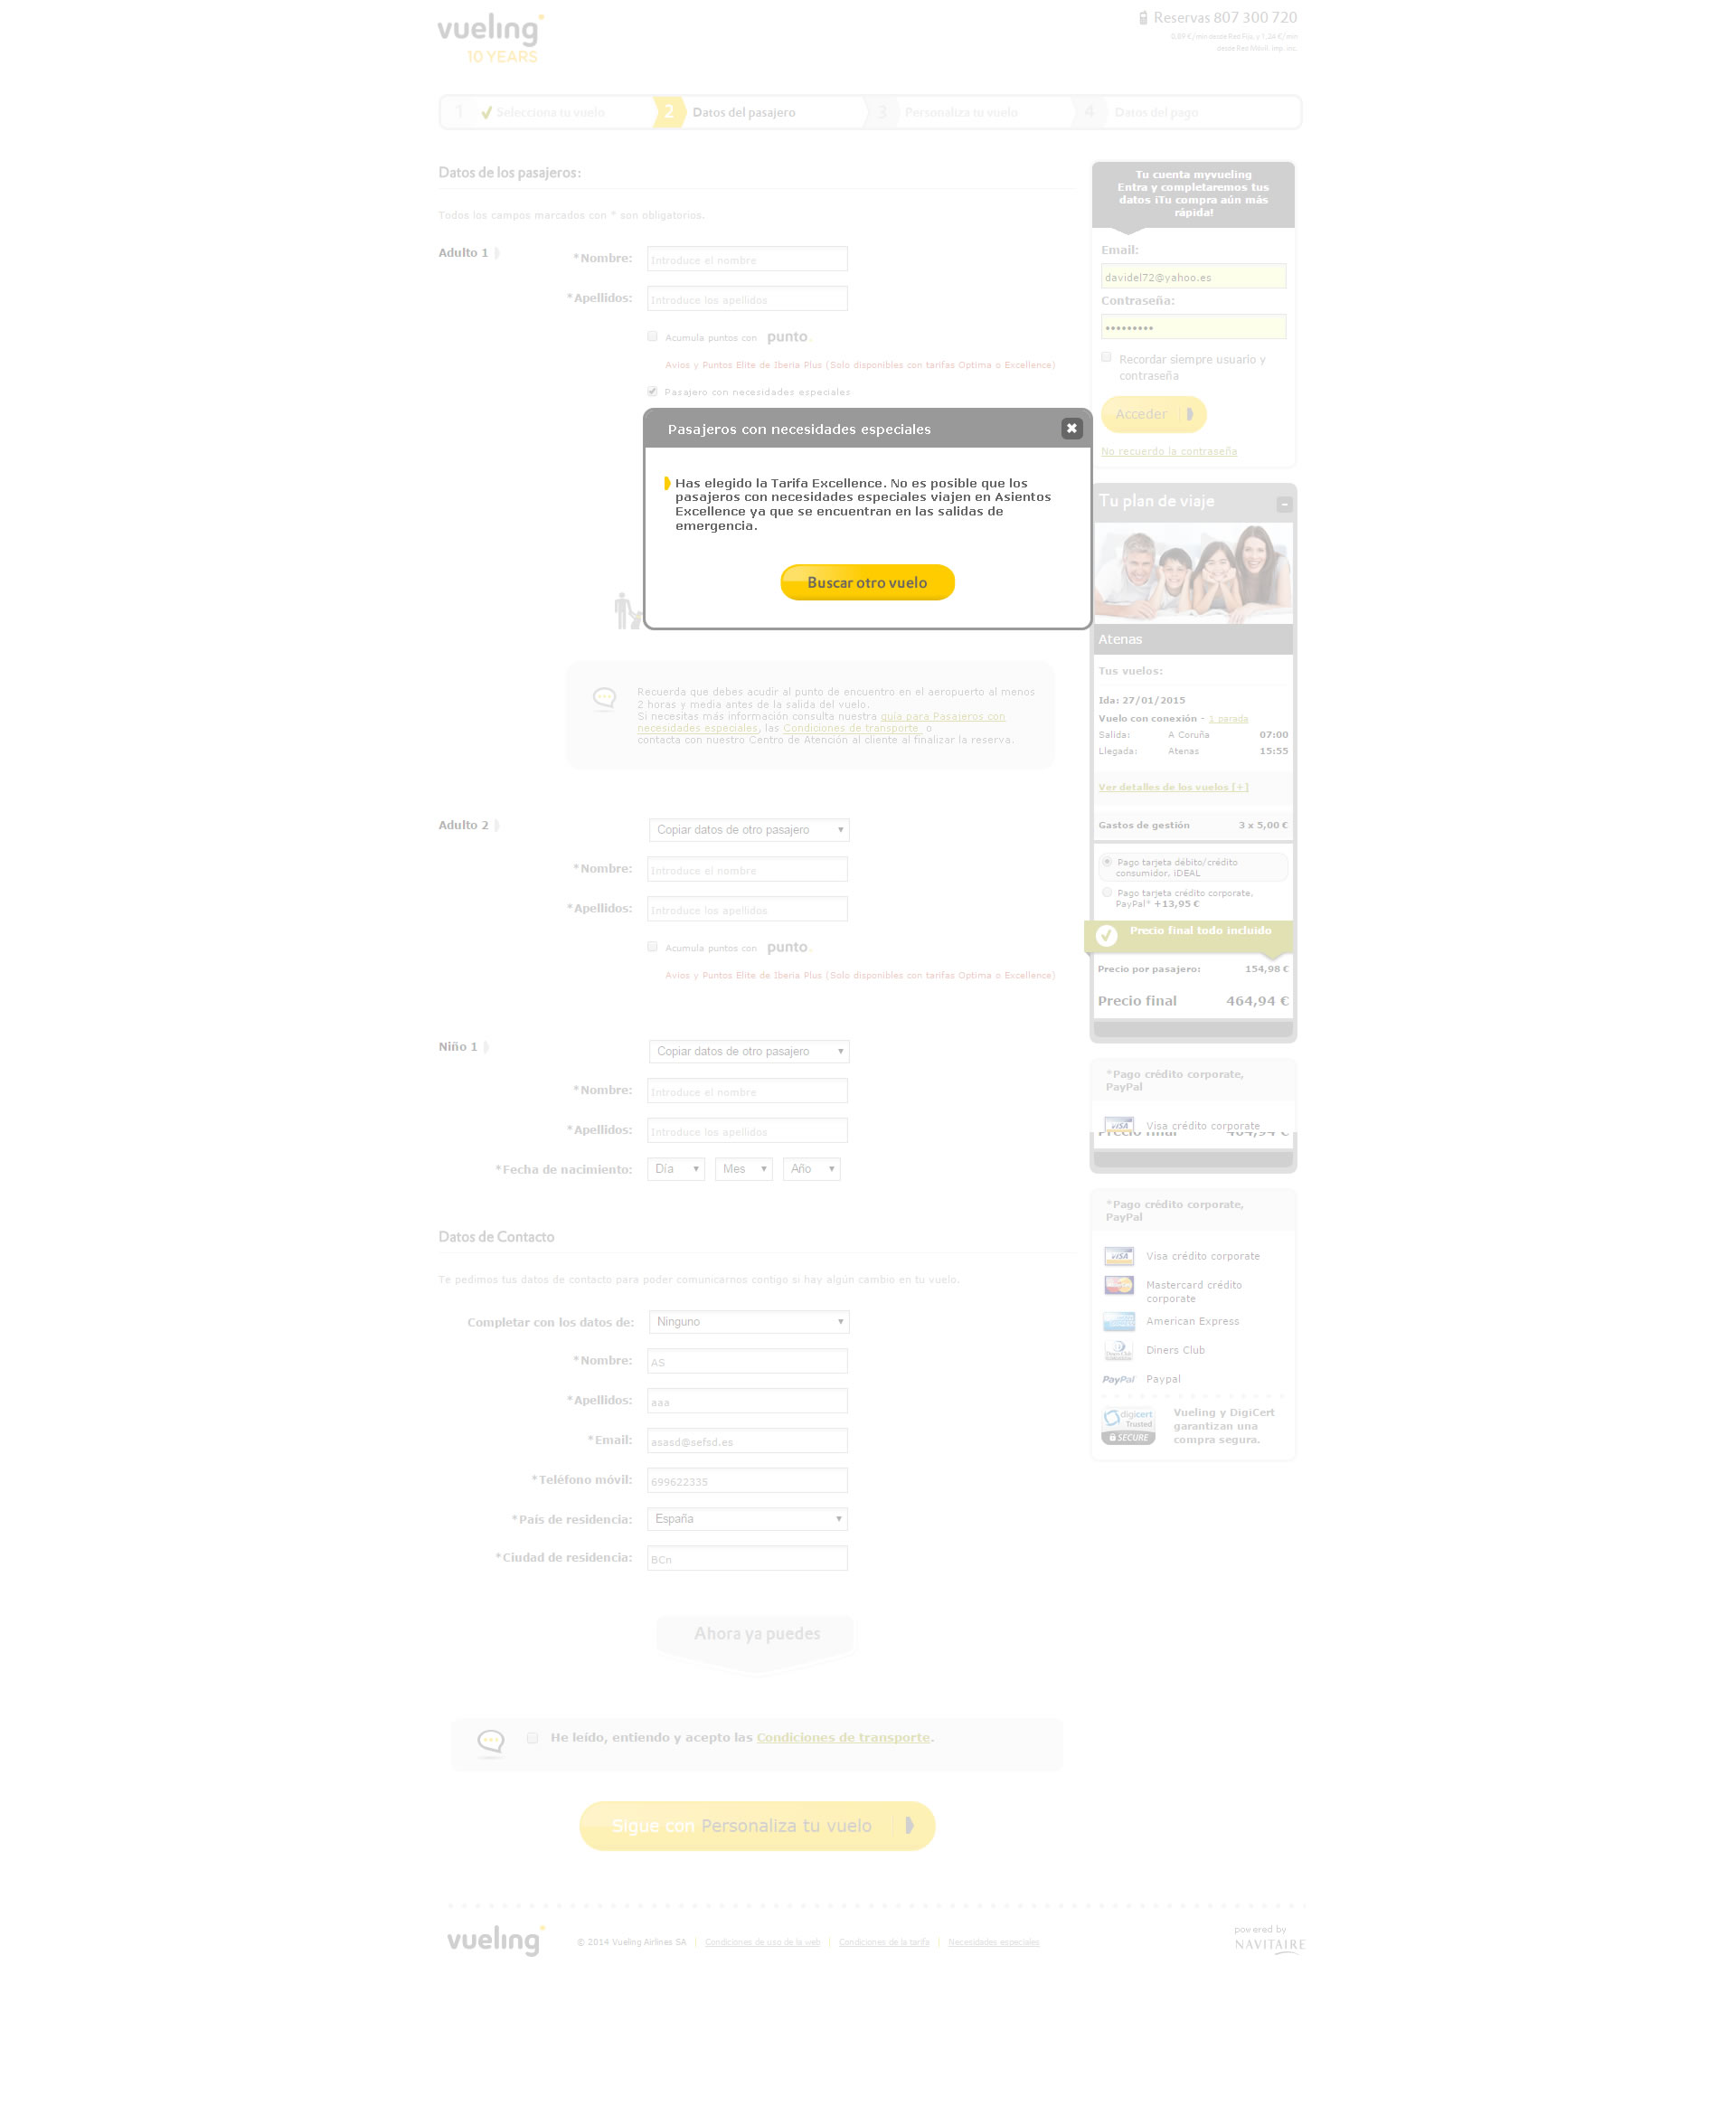 vueling
10 YEARS
Reservas 807 300 720
desde Red Móvil. Imp. inc.
1 Selecciona tu vuelo 2 Datos del pasajero 3 Personaliza tu vuelo 4 Datos del pago
Datos de los pasajeros:
Todos los campos marcados con * son obligatorios.
Adulto 1
*Nombre: Introduce el nombre
*Apellidos: Introduce los apellidos
Acumula puntos con punto.
Avios y Puntos Elite de Iberia Plus (Solo disponibles con tarifas Optima o Excellence)
Pasajero con necesidades especiales
Pasajeros con necesidades especiales
Has elegido la Tarifa Excellence. No es posible que los
pasajeros con necesidades especiales viajen en Asientos
Excellence ya que se encuentran en las salidas de
emergencia.
Buscar otro vuelo
Recuerda que debes acudir al punto de encuentro en el aeropuerto al menos
2 horas y media antes de la salida del vuelo.
Si necesitas más información consulta nuestra guía para Pasajeros con
necesidades especiales, las Condiciones de transporte o
contacta con nuestro Centro de Atención al cliente al finalizar la reserva.
Adulto 2
Copiar datos de otro pasajero
*Nombre: Introduce el nombre
*Apellidos: Introduce los apellidos
Acumula puntos con punto.
Avios y Puntos Elite de Iberia Plus (Solo disponibles con tarifas Optima o Excellence)
Niño 1
Copiar datos de otro pasajero
*Nombre: Introduce el nombre
*Apellidos: Introduce los apellidos
*Fecha de nacimiento: Día Mes Año
Datos de Contacto
Te pedimos tus datos de contacto para poder comunicarnos contigo si hay algún cambio en tu vuelo.
Completar con los datos de: Ninguno
*Nombre: AS
*Apellidos: aaa
*Email: asasd@sefsd.es
*Teléfono móvil: 699622335
*País de residencia: España
*Ciudad de residencia: BCn
Ahora ya puedes
He leído, entiendo y acepto las Condiciones de transporte.
Sigue con Personaliza tu vuelo
Tu cuenta myvueling
Entra y completaremos tus
datos ¡Tu compra aún más
rápida!
Email:
davidel72@yahoo.es
Contraseña:
Recordar siempre usuario y
contraseña
Acceder
No recuerdo la contraseña
Tu plan de viaje
Atenas
Tus vuelos:
Ida: 27/01/2015
Vuelo con conexión - 1 parada
Salida: A Coruña 07:00
Llegada: Atenas 15:55
Ver detalles de los vuelos [+]
Gastos de gestión 3 x 5,00 €
Pago tarjeta débito/crédito
consumidor, iDEAL
Pago tarjeta crédito corporate,
PayPal* +13,95 €
Precio final todo incluido
Precio por pasajero: 154,98 €
Precio final 464,94 €
*Pago crédito corporate,
PayPal
VISA Visa crédito corporate
Precio final 464,94 €
*Pago crédito corporate,
PayPal
VISA Visa crédito corporate
Mastercard crédito
corporate
American Express
Diners Club
PayPal Paypal
digicert
Trusted
SECURE
Vueling y DigiCert
garantizan una
compra segura.
vueling
© 2014 Vueling Airlines SA | Condiciones de uso de la web | Condiciones de la tarifa | Necesidades especiales
powered by
NAVITAIRE